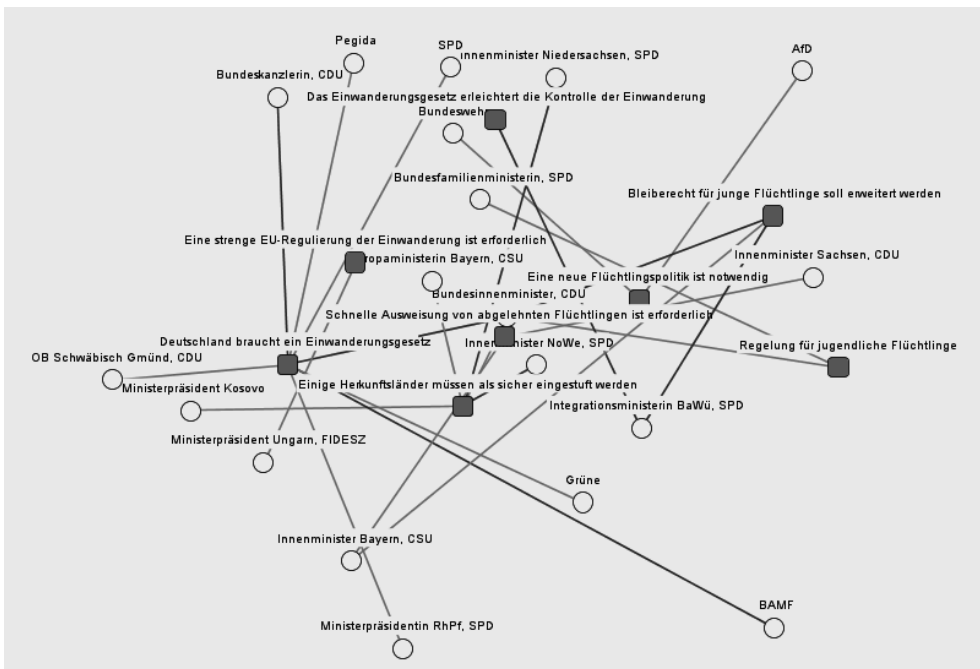 Pegida
SPD
Innenminister Niedersachsen, SPD
AfD
Bundeskanzlerin, CDU
Das Einwanderungsgesetz erleichtert die Kontrolle der Einwanderung
Bundesweh
Bundesfamilienministerin, SPD
Bleiberecht für junge Flüchtlinge soll erweitert werden
Eine strenge EU-Regulierung der Einwanderung ist erforderlich
ropaministerin Bayern, CSU
Innenminister Sachsen, CDU
Eine neue Flüchtlingspolitik ist notwendig
Bundesinnenminister, CDU
Schnelle Ausweisung von abgelehnten Flüchtlingen ist erforderlich
Deutschland braucht ein Einwanderungsgesetz
Innenminister NoWe, SPD
Regelung für jugendliche Flüchtlinge
OB Schwäbisch Gmünd, CDU
Ministerpräsident Kosovo
Einige Herkunftsländer müssen als sicher eingestuft werden
Integrationsministerin BaWü, SPD
Ministerpräsident Ungarn, FIDESZ
Grüne
Innenminister Bayern, CSU
BAMF
Ministerpräsidentin RhPf, SPD